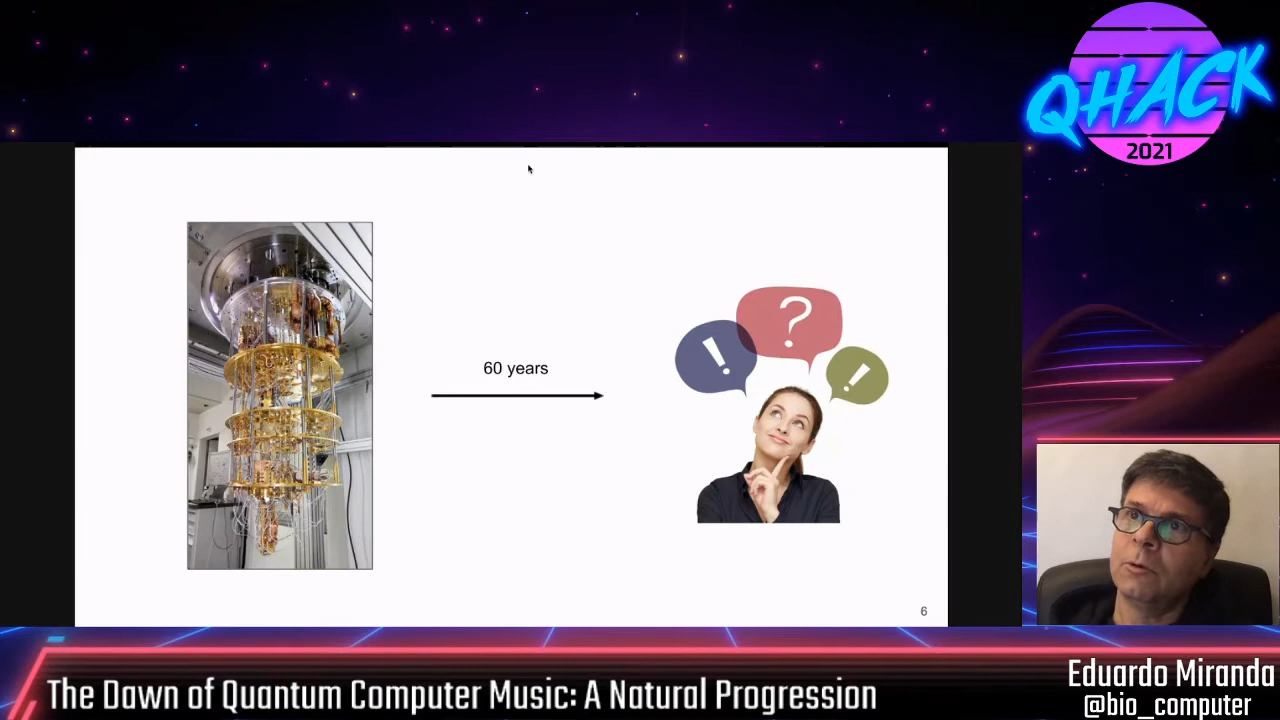 QHACK
2021
60 years
?
!
!
6
The Dawn of Quantum Computer Music: A Natural Progression
Eduardo Miranda
@bio_computer